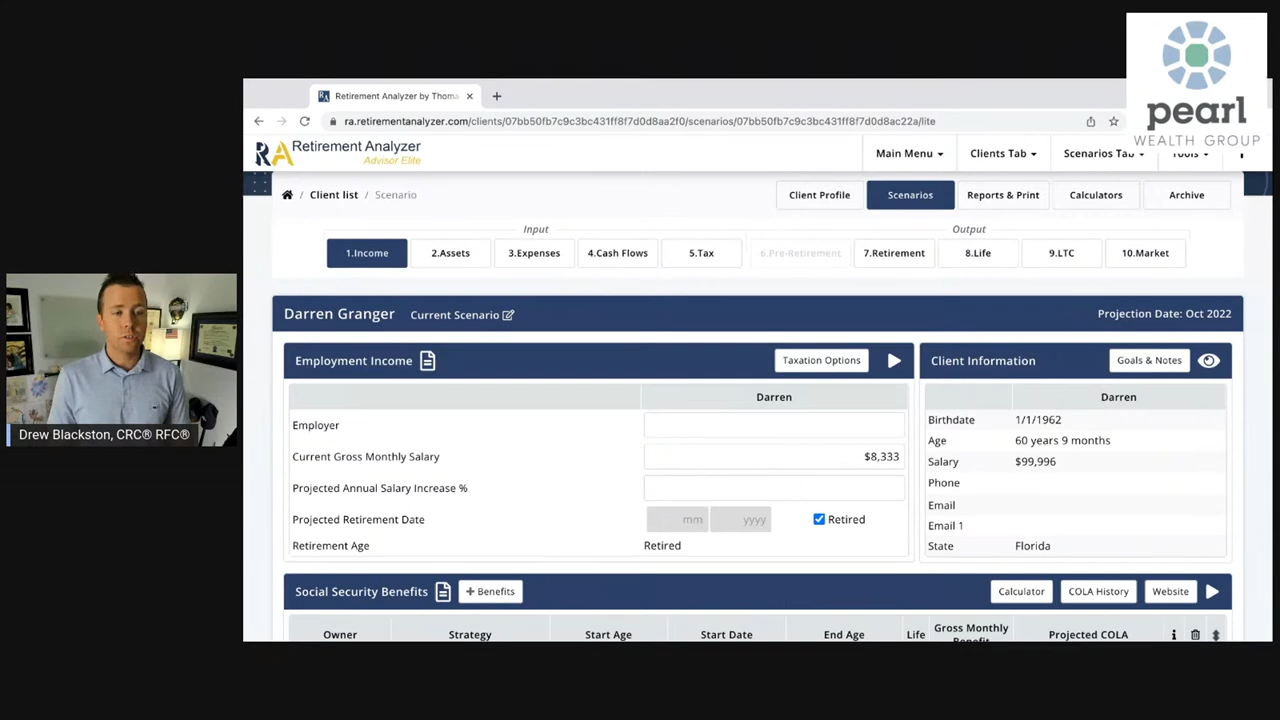 pearl
WEALTH GROUP
Retirement Analyzer by Thoma
ra.retirementanalyzer.com/clients/07bb50fb7c9c3bc431ff8f7d0d8aa2f0/scenarios/07bb50fb7c9c3bc431ff8f7d0d8ac22a/lite
RA Retirement Analyzer
Advisor Elite
Main Menu Clients Tab Scenarios Tab Tools
/ Client list / Scenario
Client Profile Scenarios Reports & Print Calculators Archive
Input Output
1.Income 2.Assets 3.Expenses 4.Cash Flows 5.Tax 6.Pre-Retirement 7.Retirement 8.Life 9.LTC 10.Market
Darren Granger Current Scenario Projection Date: Oct 2022
Employment Income Taxation Options Client Information Goals & Notes
Darren Darren
Employer Birthdate 1/1/1962
Age 60 years 9 months
Current Gross Monthly Salary $8,333 Salary $99,996
Projected Annual Salary Increase % Phone
Email
Projected Retirement Date mm yyyy Retired Email 1
Retirement Age Retired State Florida
Social Security Benefits + Benefits Calculator COLA History Website
Owner Strategy Start Age Start Date End Age Life Gross Monthly Benefit Projected COLA
Drew Blackston, CRC® RFC®